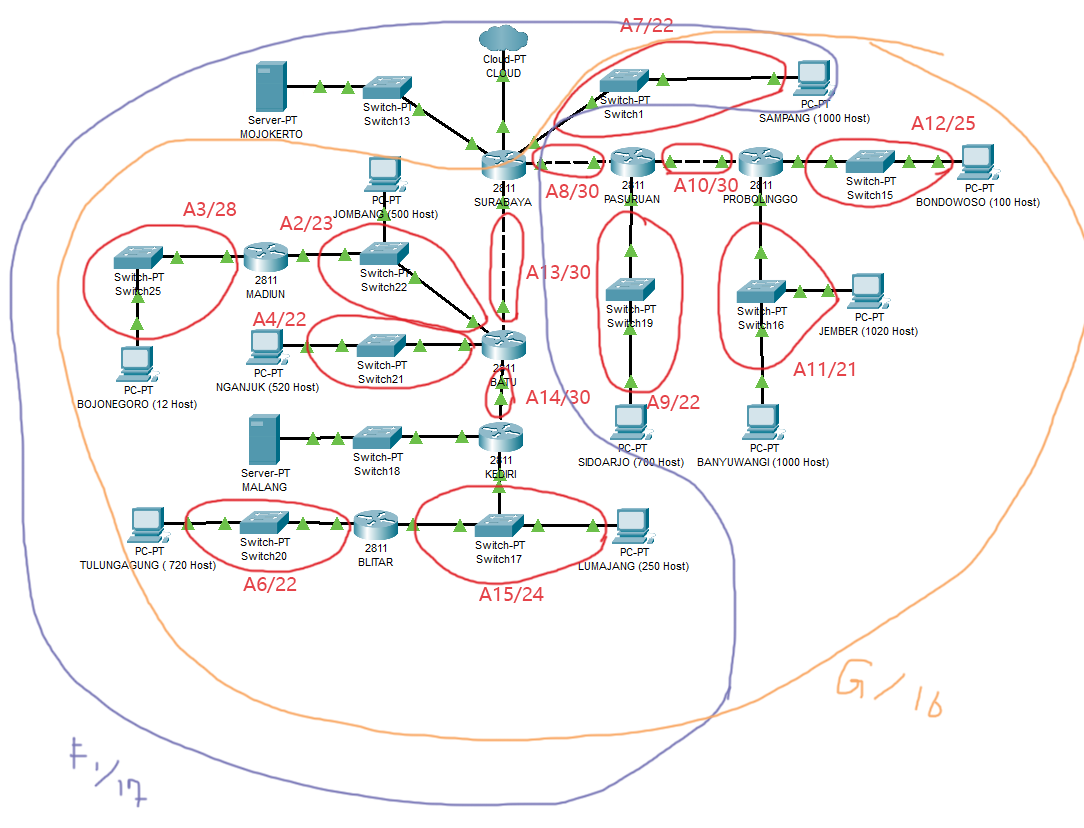 A7/22
Cloud-PT
CLOUD
Switch-PT
Switch13
Server-PT
MOJOKERTO
Switch-PT
Switch1
PC-PT
SAMPANG (1000 Host)
A12/25
2811
SURABAYA
A8/30
2811
PASURUAN
A10/30
2811
PROBOLINGGO
Switch-PT
Switch15
PC-PT
BONDOWOSO (100 Host)
PC-PT
JOMBANG (500 Host)
A3/28
A2/23
Switch-PT
Switch25
2811
MADIUN
Switch-PT
Switch22
A13/30
Switch-PT
Switch19
Switch-PT
Switch16
PC-PT
JEMBER (1020 Host)
A4/22
PC-PT
NGANJUK (520 Host)
Switch-PT
Switch21
2811
BATU
A11/21
PC-PT
BOJONEGORO (12 Host)
A14/30
A9/22
Server-PT
MALANG
Switch-PT
Switch18
2811
KEDIRI
PC-PT
SIDOARJO (700 Host)
PC-PT
BANYUWANGI (1000 Host)
PC-PT
TULUNGAGUNG ( 720 Host)
Switch-PT
Switch20
2811
BLITAR
Switch-PT
Switch17
PC-PT
LUMAJANG (250 Host)
A6/22
A15/24
G/16
F1/17